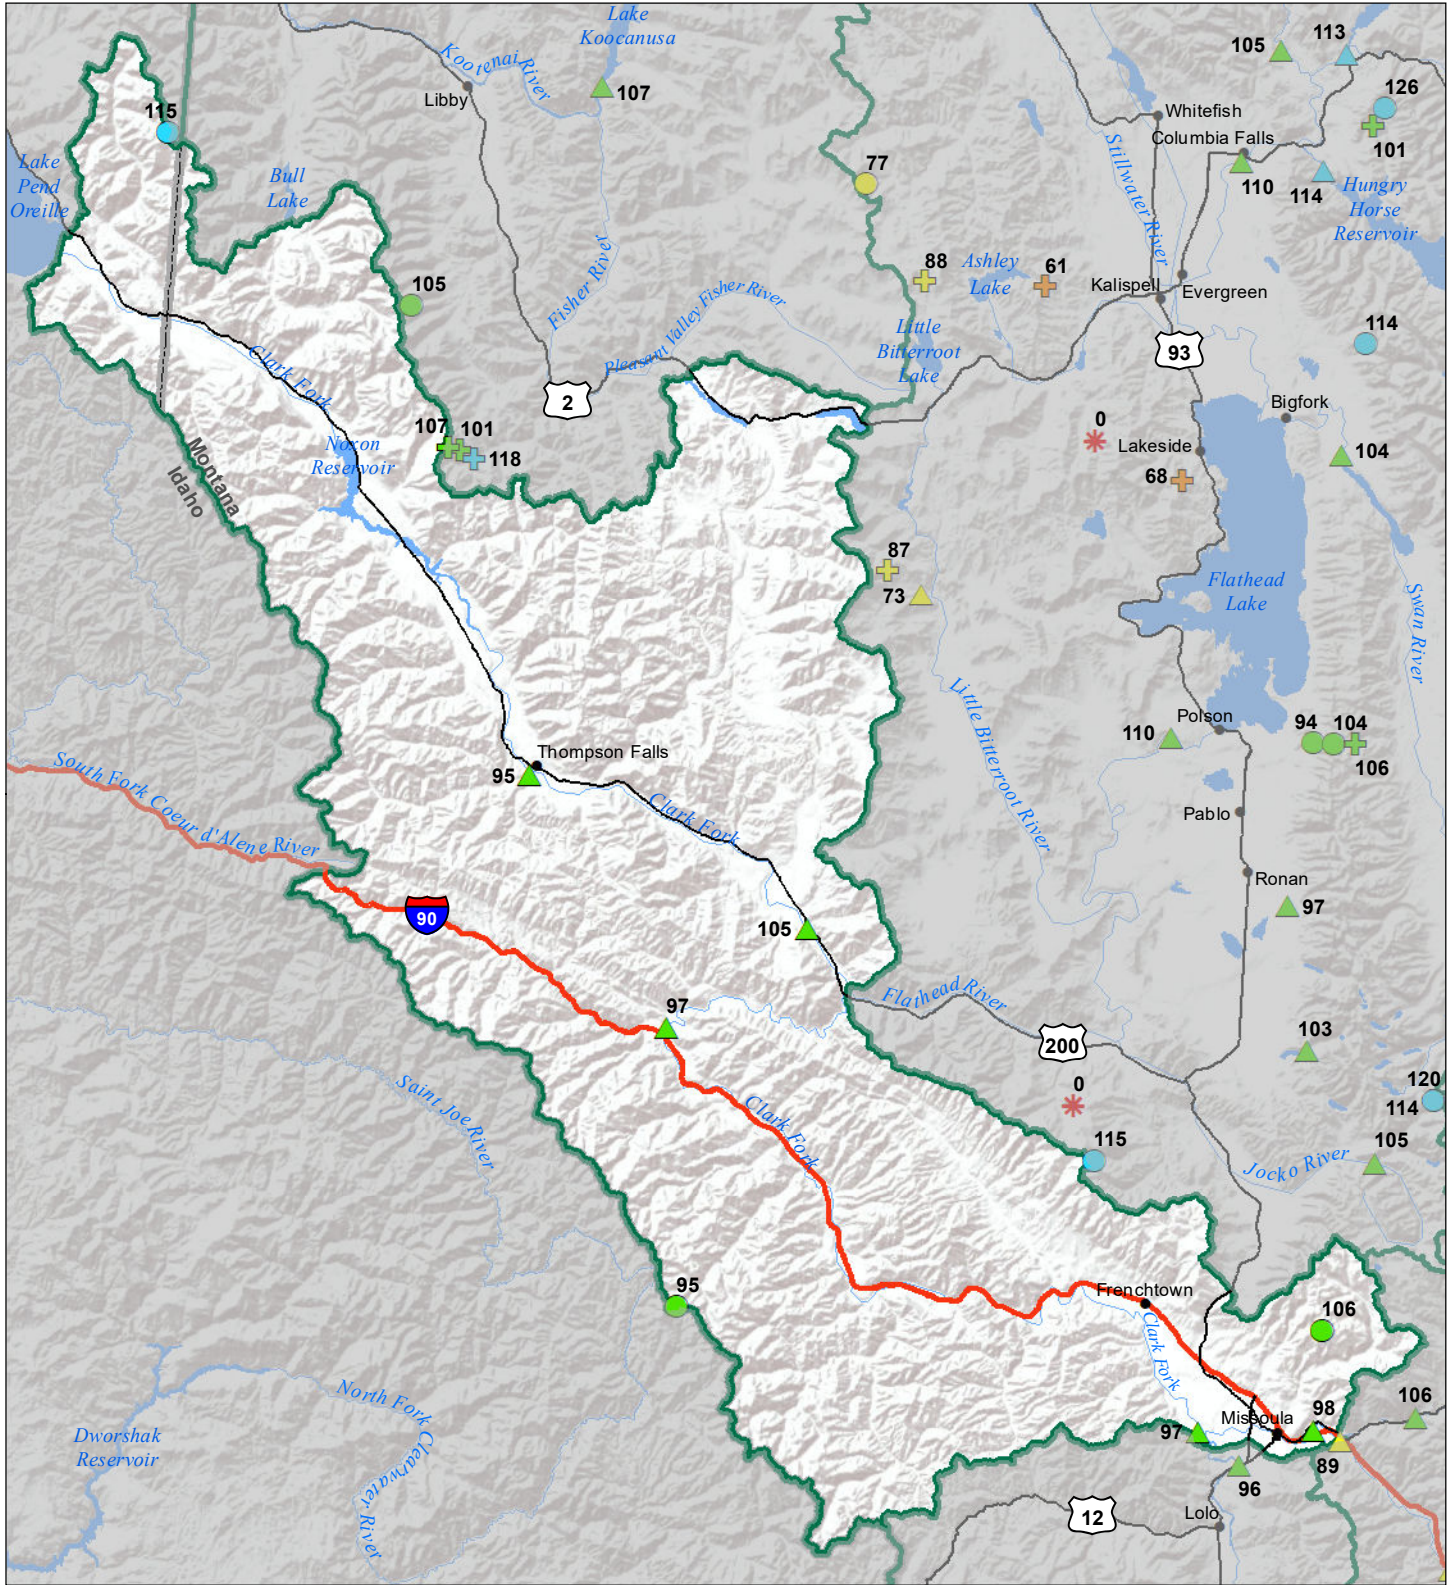 Lake
Koocanusa
Kootenai River
Libby
107
105
113
126
101
Whitefish
Columbia Falls
110
114
Hungry
Horse
Reservoir
115
Lake
Pend
Oreille
Bull
Lake
77
Stillwater River
88
Ashley
Lake
61
Kalispell
Evergreen
105
Fisher River
Pleasant Valley Fisher River
Little
Bitterroot
Lake
93
114
Clark Fork
2
Bigfork
0
Lakeside
68
104
107
101
118
Noxon
Reservoir
Montana
Idaho
87
73
Flathead
Lake
Swan River
Little Bitterroot River
Polson
110
94
104
106
Thompson Falls
95
South Fork Coeur d'Alene River
Clark Fork
Pablo
Ronan
97
90
105
Flathead River
97
200
103
Saint Joe River
Clark Fork
0
115
120
114
105
Jocko River
95
Frenchtown
106
Clark Fork
North Fork Clearwater River
Dworshak
Reservoir
Missoula
98
106
97
89
96
12
Lolo